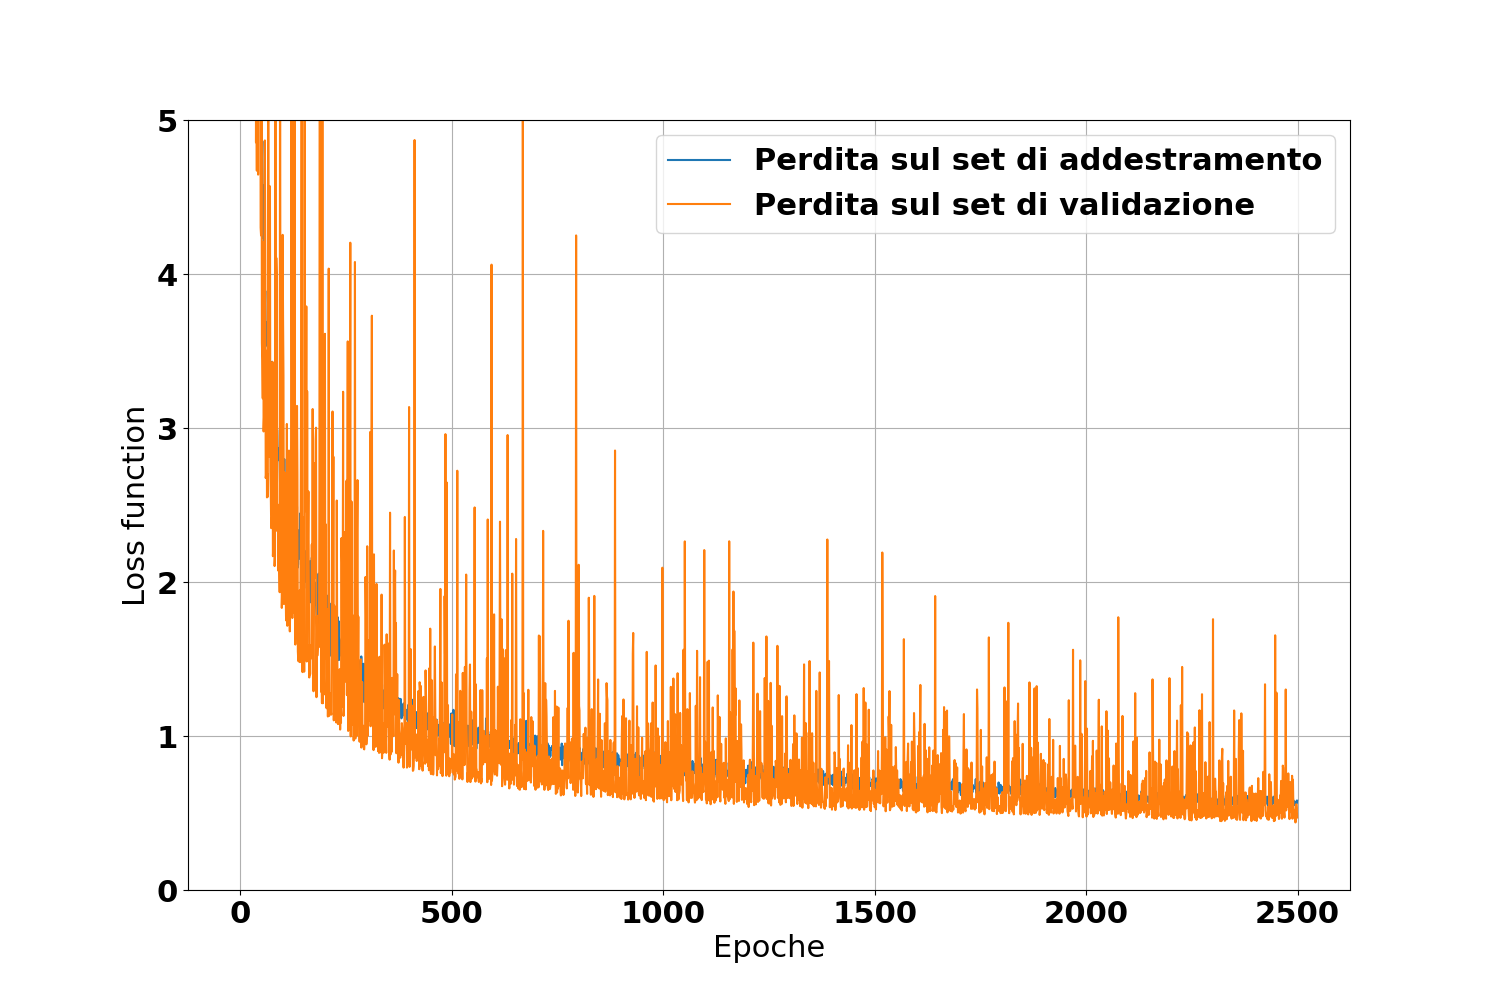 5
4
3
2
1
0
Loss function
Perdita sul set di addestramento
Perdita sul set di validazione
0 500 1000 1500 2000 2500
Epoche